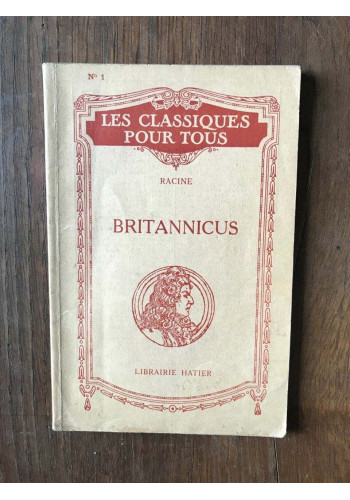 N° 1
LES CLASSIQUES
POUR TOUS
RACINE
BRITANNICUS
LIBRAIRIE HATIER